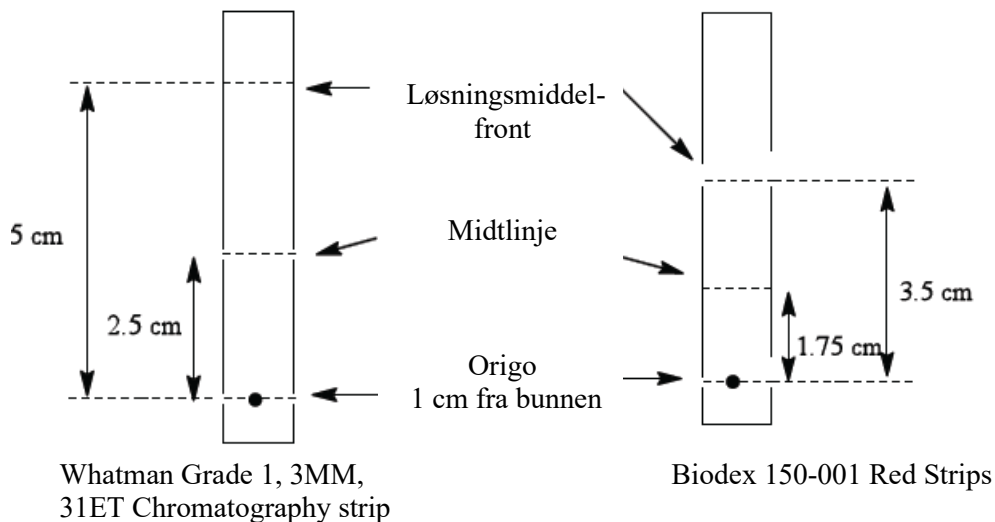 Løsningsmiddel-
front
5 cm
Midtlinje
3.5 cm
2.5 cm
1.75 cm
Origo
1 cm fra bunnen
Whatman Grade 1, 3MM,
31ET Chromatography strip
Biodex 150-001 Red Strips